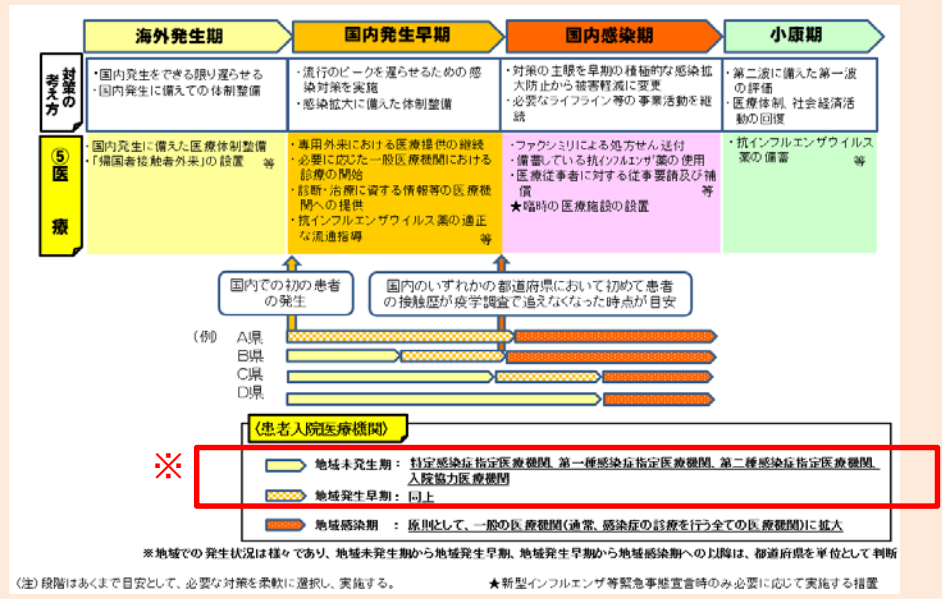 海外発生期
国内発生早期
国内感染期
小康期
対策の
考え方
・国内発生をできる限り遅らせる
・国内発生に備えての体制整備
・流行のピークを遅らせるための感
染対策を実施
・感染拡大に備えた体制整備
・対策の主眼を早期の積極的な感染拡
大防止から被害軽減に変更
・必要なライフライン等の事業活動を継
続
・第二波に備えた第一波
の評価
・医療体制、社会経済活
動の回復
⑤
医
療
・国内発生に備えた医療体制整備
・「帰国者接触者外来」の設置 等
・専用外来における医療提供の継続
・必要に応じた一般医療機関における
診療の開始
・診断・治療に資する情報等の医療機
関への提供
・抗インフルエンザウイルス薬の適正
な流通指導 等
・ファクシミリによる処方せん送付
・備蓄している抗インフルエンザ薬の使用
・医療従事者に対する従事要請及び補
償 等
★臨時の医療施設の設置
・抗インフルエンザウイルス
薬の備蓄 等
国内での初の患者
の発生
国内のいずれかの都道府県において初めて患者
の接触歴が疫学調査で追えなくなった時点が目安
(例) A県
B県
C県
D県
〈患者入院医療機関〉
※
地域未発生期: 特定感染症指定医療機関、第一種感染症指定医療機関、第二種感染症指定医療機関、
入院協力医療機関
地域発生早期: 同上
地域感染期 : 原則として、一般の医療機関(通常、感染症の診療を行う全ての医療機関)に拡大
※地域での発生状況は様々であり、地域未発生期から地域発生早期、地域発生早期から地域感染期への以降は、都道府県を単位として判断
(注)段階はあくまで目安として、必要な対策を柔軟に選択し、実施する。
★新型インフルエンザ等緊急事態宣言時のみ必要に応じて実施する措置